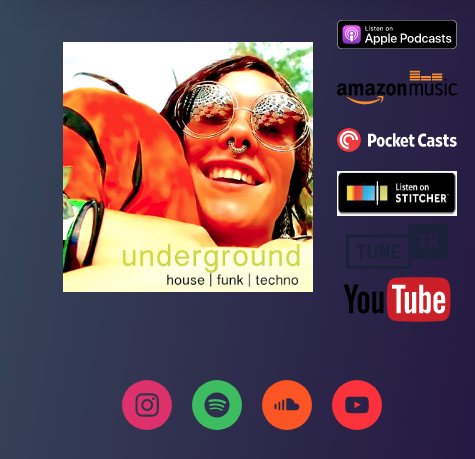 Listen on
Apple Podcasts
amazon music
Pocket Casts
Listen on
STITCHER
TUNE IN
YouTube
underground
house | funk | techno